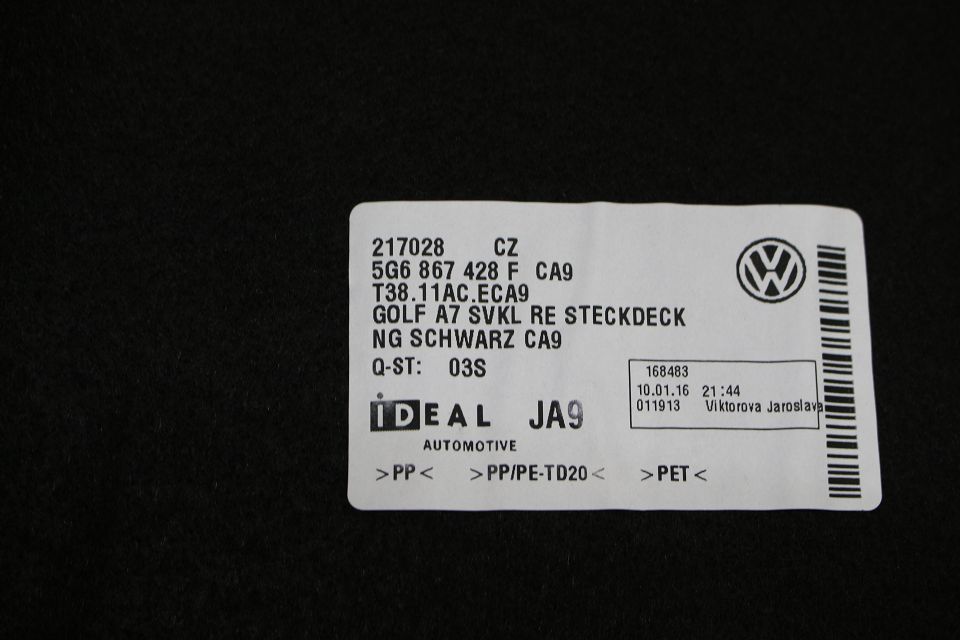 217028 CZ
5G6 867 428 F CA9
T38.11AC.ECA9
GOLF A7 SVKL RE STECKDECK
NG SCHWARZ CA9
Q-ST: 03S
168483
10.01.16 21:44
011913 Viktorova Jaroslava
iDEAL JA9
AUTOMOTIVE
>PP< >PP/PE-TD20< >PET<